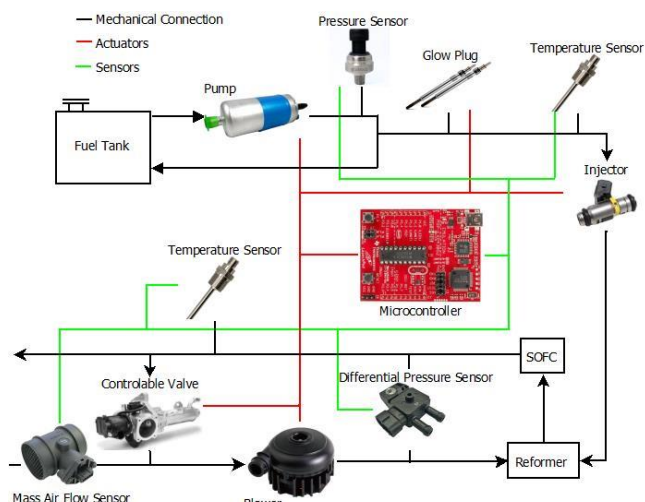 Mechanical Connection
Actuators
Sensors
Pressure Sensor
Glow Plug
Temperature Sensor
Pump
Fuel Tank
Injector
Temperature Sensor
Microcontroller
SOFC
Controlable Valve
Differential Pressure Sensor
Reformer
Mass Air Flow Sensor
Blower